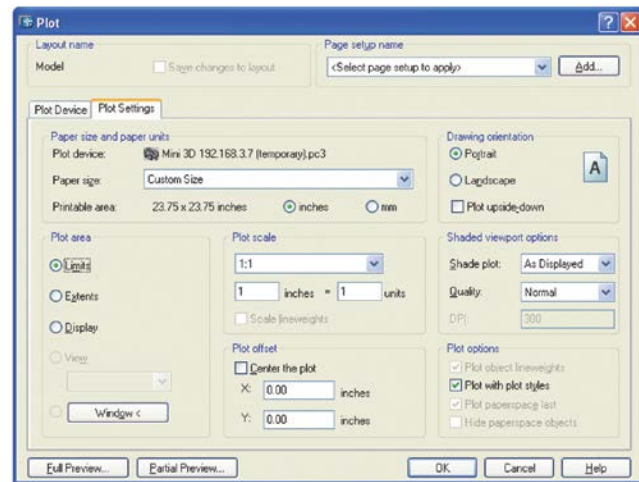 Plot
Layout name
Model
Save changes to layout
Page setup name
<Select page setup to apply>
Add...
Plot Device
Plot Settings
Paper size and paper units
Plot device:
Mini 3D 192.168.3.7 (temporary).pc3
Paper size:
Custom Size
Printable area:
23.75 x 23.75 inches
inches
mm
Drawing orientation
Portrait
Landscape
Plot upside-down
A
Plot area
Limits
Extents
Display
View
Window <
Plot scale
1:1
1 inches = 1 units
Scale lineweights
Plot offset
Center the plot
X: 0.00 inches
Y: 0.00 inches
Shaded viewport options
Shade plot: As Displayed
Quality: Normal
DPI: 300
Plot options
Plot object lineweights
Plot with plot styles
Plot paperspace last
Hide paperspace objects
Full Preview...
Partial Preview...
OK
Cancel
Help